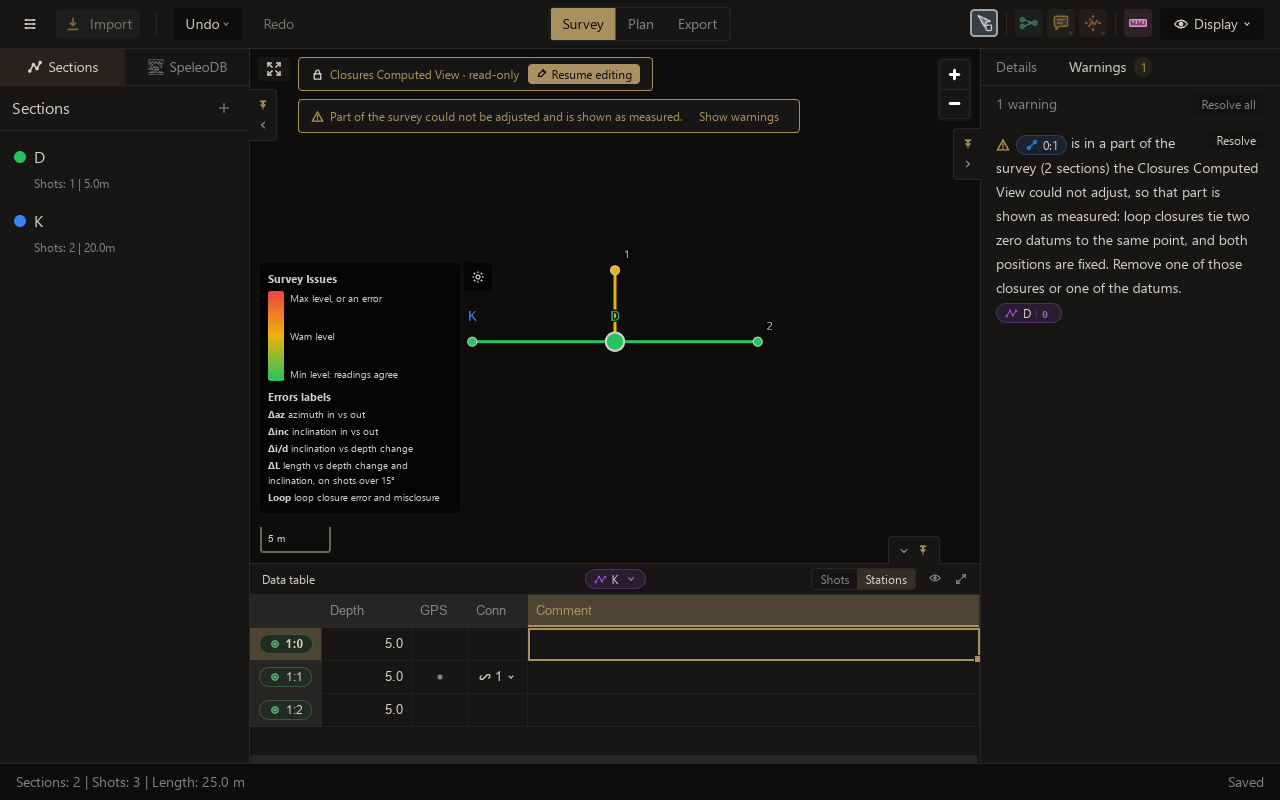 Import
Undo
Redo
Survey
Plan
Export
Display
Sections
SpeleoDB
Sections
D
Shots: 1 | 5.0m
K
Shots: 2 | 20.0m
Closures Computed View · read-only
Resume editing
Part of the survey could not be adjusted and is shown as measured.
Show warnings
1
K
D
2
Survey Issues
Max level, or an error
Warn level
Min level: readings agree
Errors labels
Δaz azimuth in vs out
Δinc inclination in vs out
Δi/d inclination vs depth change
ΔL length vs depth change and
inclination, on shots over 15°
Loop loop closure error and misclosure
5 m
Details
Warnings 1
1 warning
Resolve all
0:1 is in a part of the
Resolve
survey (2 sections) the Closures Computed
View could not adjust, so that part is
shown as measured: loop closures tie two
zero datums to the same point, and both
positions are fixed. Remove one of those
closures or one of the datums.
D 0
Data table
K
Shots
Stations
Depth GPS Conn Comment
1:0 5.0
1:1 5.0 1
1:2 5.0
Sections: 2 | Shots: 3 | Length: 25.0 m
Saved